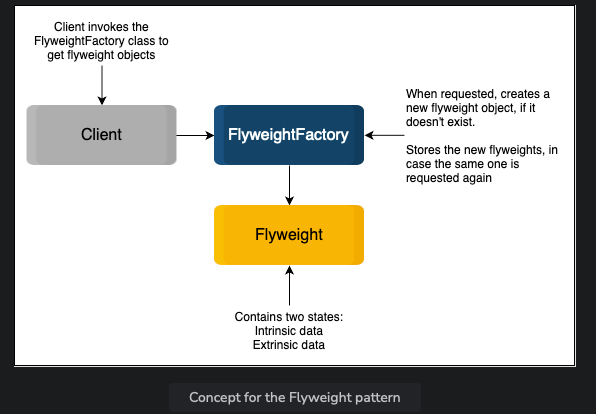 Client invokes the
FlyweightFactory class to
get flyweight objects
Client
FlyweightFactory
When requested, creates a
new flyweight object, if it
doesn't exist.
Stores the new flyweights, in
case the same one is
requested again
Flyweight
Contains two states:
Intrinsic data
Extrinsic data
Concept for the Flyweight pattern